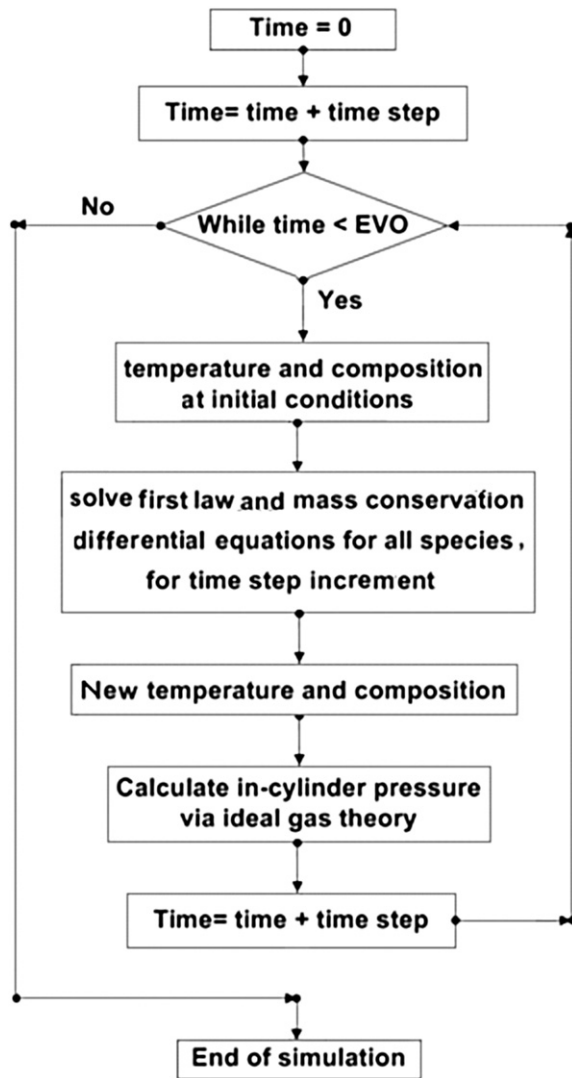 Time = 0
Time= time + time step
No
While time < EVO
Yes
temperature and composition
at initial conditions
solve first law and mass conservation
differential equations for all species,
for time step increment
New temperature and composition
Calculate in-cylinder pressure
via ideal gas theory
Time= time + time step
End of simulation